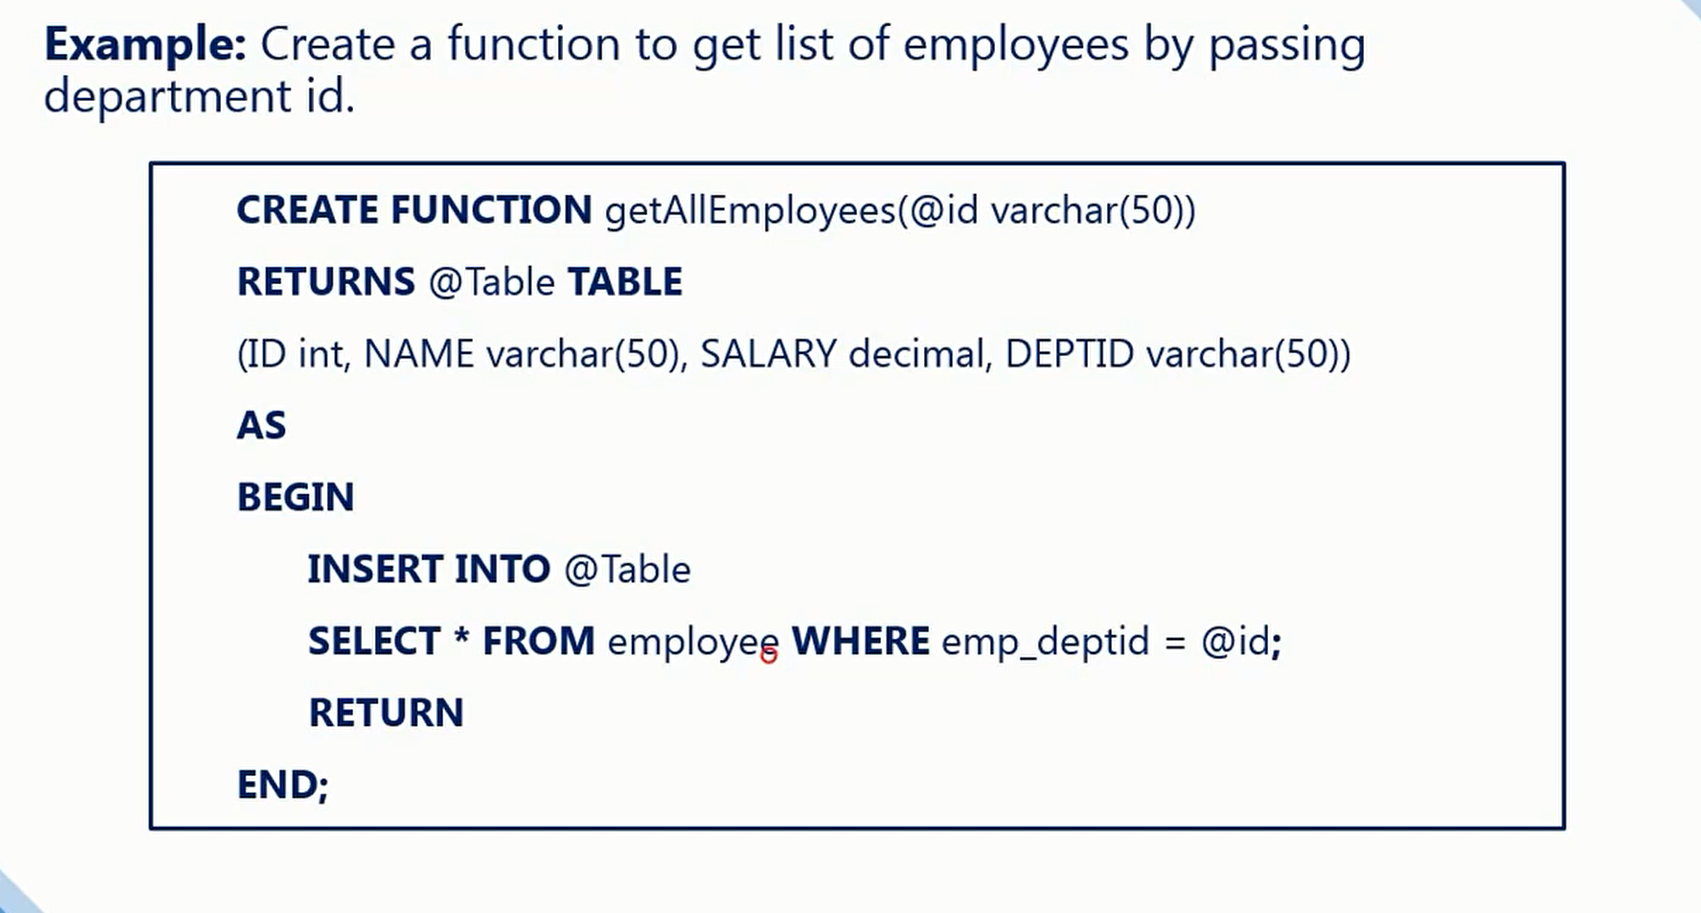 Example: Create a function to get list of employees by passing
department id.
CREATE FUNCTION getAllEmployees(@id varchar(50))
RETURNS @Table TABLE
(ID int, NAME varchar(50), SALARY decimal, DEPTID varchar(50))
AS
BEGIN
INSERT INTO @Table
SELECT * FROM employee WHERE emp_deptid = @id;
RETURN
END;